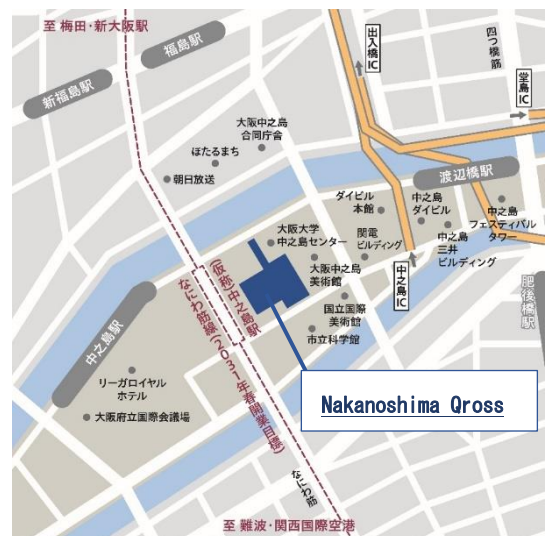 至 梅田・新大阪駅
福島駅
新福島駅
出入橋IC
四つ橋筋
堂島IC
大阪中之島
合同庁舎
ほたるまち
朝日放送
渡辺橋駅
ダイビル
本館
中之島
ダイビル
中之島
フェスティバル
タワー
大阪大学
中之島センター
関電
ビルディング
中之島
三井
ビルディング
大阪中之島
美術館
中之島IC
肥後橋駅
国立国際
美術館
市立科学館
(仮称)中之島駅
なにわ筋線(2031年春開業目標)
中之島駅
リーガロイヤル
ホテル
大阪府立国際会議場
Nakanoshima Qross
なにわ筋
至 難波・関西国際空港